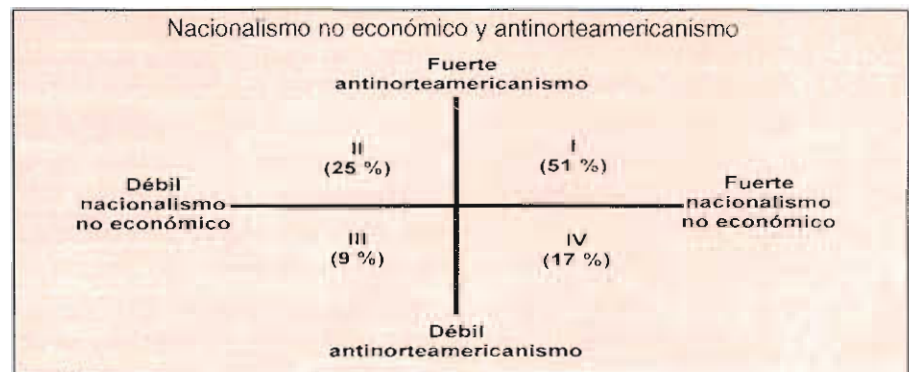 Nacionalismo no económico y antinorteamericanismo
Fuerte
antinorteamericanismo
II
(25 %)
I
(51 %)
Débil
nacionalismo
no económico
Fuerte
nacionalismo
no económico
III
(9 %)
IV
(17 %)
Débil
antinorteamericanismo